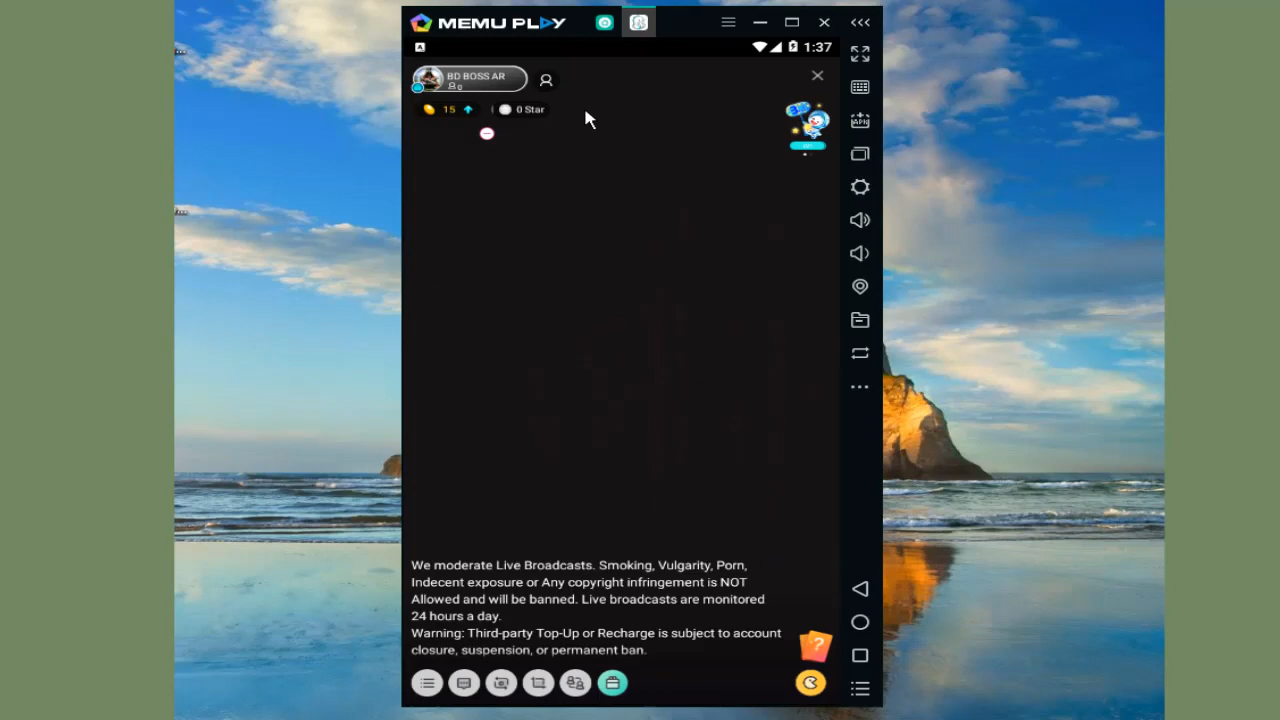 MEMU PLAY
1:37
BD BOSS AR
0
15
0 Star
We moderate Live Broadcasts. Smoking, Vulgarity, Porn,
Indecent exposure or Any copyright infringement is NOT
Allowed and will be banned. Live broadcasts are monitored
24 hours a day.
Warning: Third-party Top-Up or Recharge is subject to account
closure, suspension, or permanent ban.